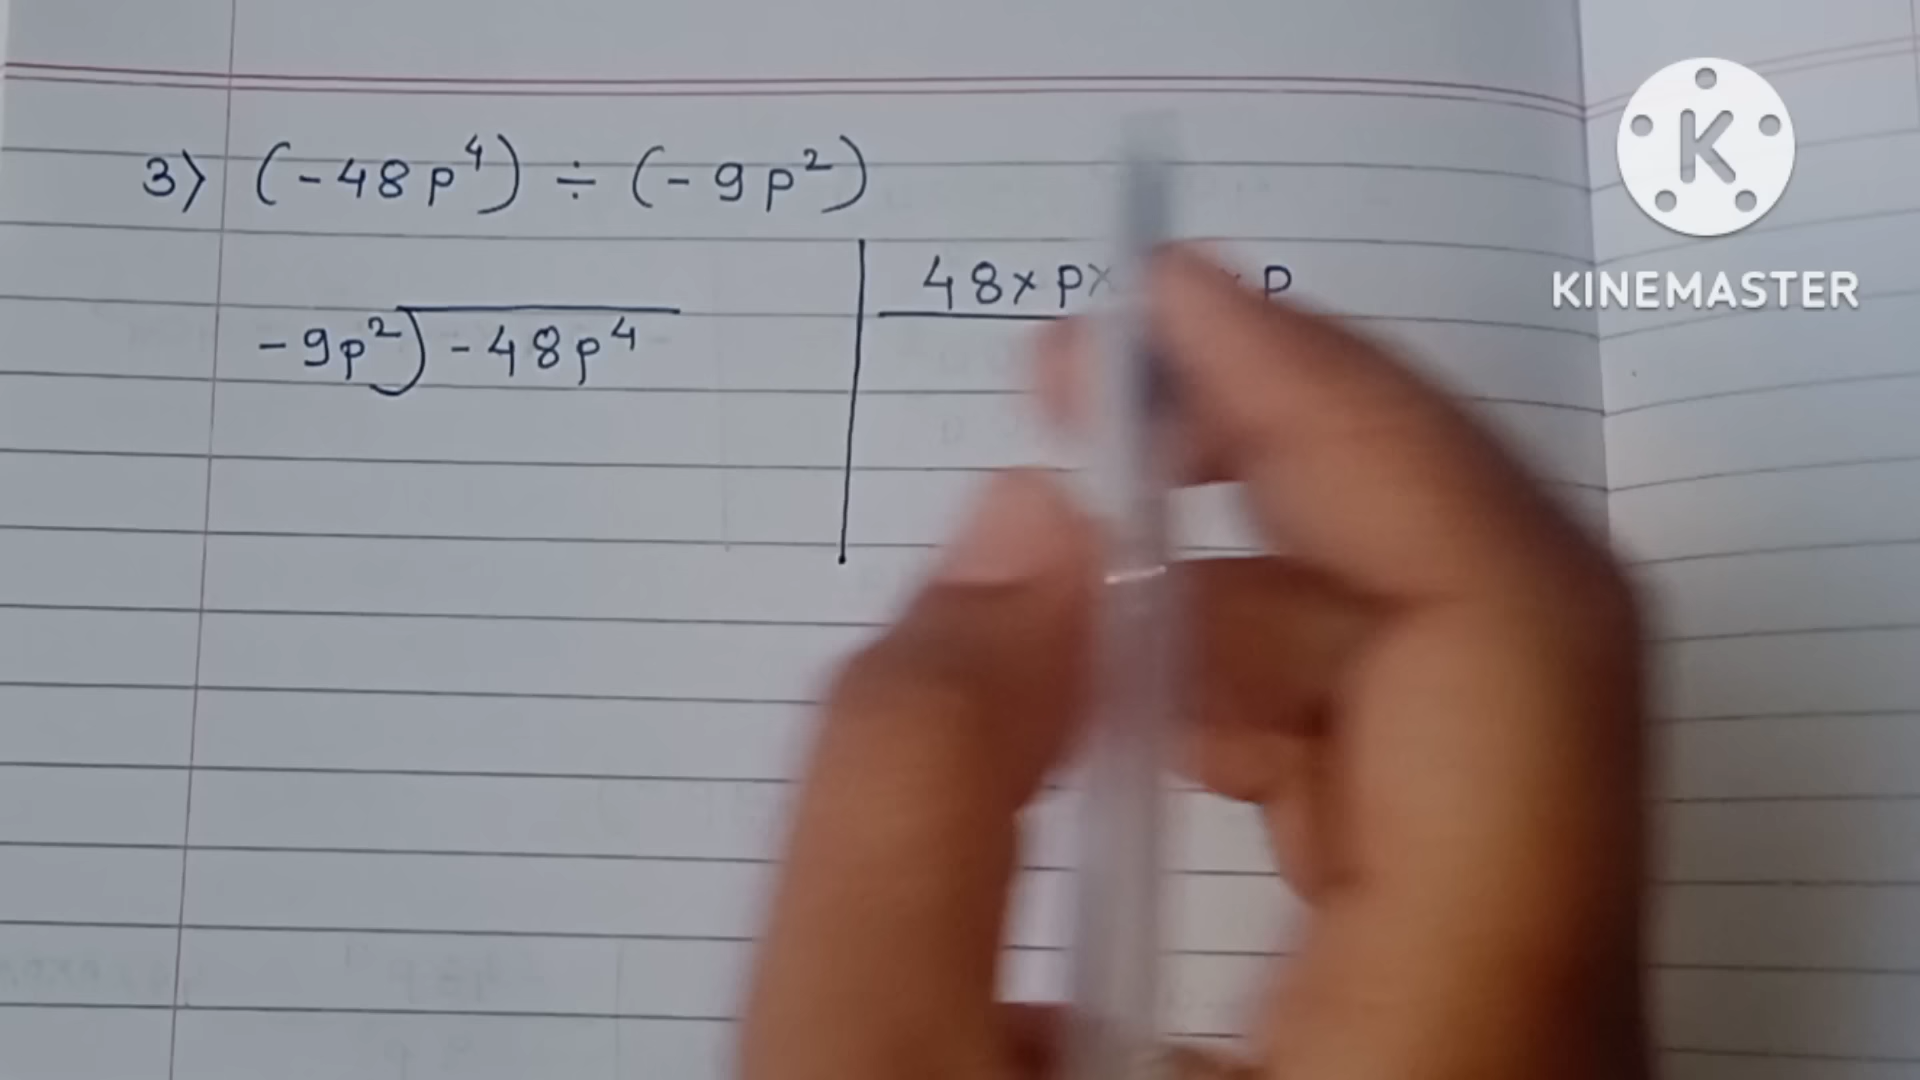 3) (-48p⁴) ÷ (-9p²)
-9p²) -48p⁴
48 × p × × p
K
KINEMASTER